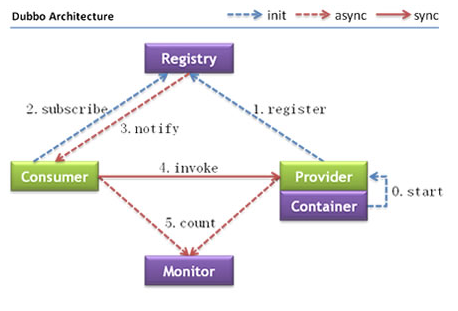 Dubbo Architecture
init
async
sync
Registry
2. subscribe
1. register
3. notify
4. invoke
Consumer
Provider
0. start
Container
5. count
Monitor